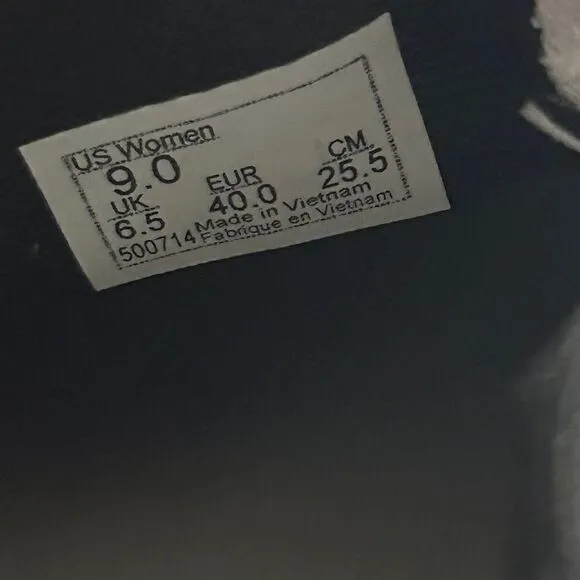 US Women
9.0
UK
6.5
EUR
40.0
CM
25.5
500714
Made in Vietnam
Fabrique en Vietnam